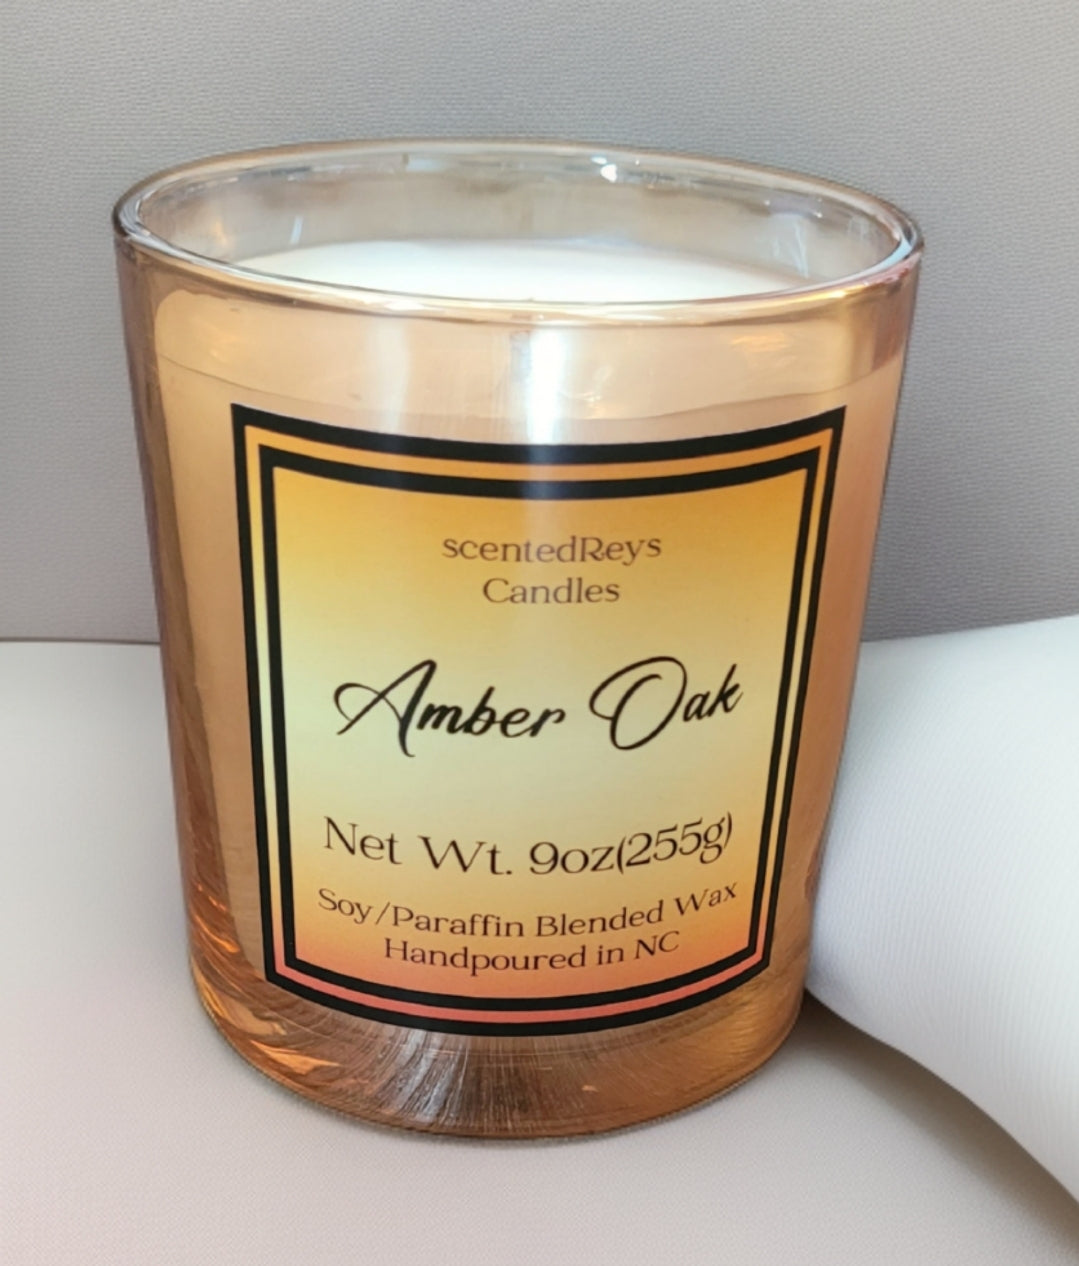 scentedReys
Candles
Amber Oak
Net Wt. 9oz(255g)
Soy/Paraffin Blended Wax
Handpoured in NC